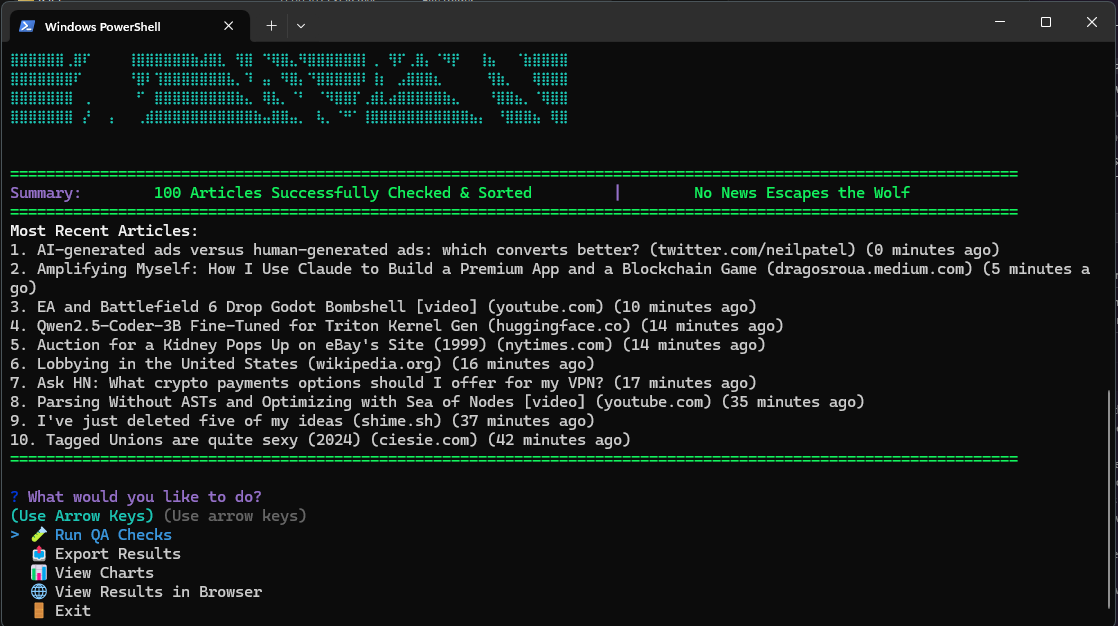 Windows PowerShell
Summary: 100 Articles Successfully Checked & Sorted | No News Escapes the Wolf
Most Recent Articles:
1. AI-generated ads versus human-generated ads: which converts better? (twitter.com/neilpatel) (0 minutes ago)
2. Amplifying Myself: How I Use Claude to Build a Premium App and a Blockchain Game (dragosroua.medium.com) (5 minutes a
go)
3. EA and Battlefield 6 Drop Godot Bombshell [video] (youtube.com) (10 minutes ago)
4. Qwen2.5-Coder-3B Fine-Tuned for Triton Kernel Gen (huggingface.co) (14 minutes ago)
5. Auction for a Kidney Pops Up on eBay's Site (1999) (nytimes.com) (14 minutes ago)
6. Lobbying in the United States (wikipedia.org) (16 minutes ago)
7. Ask HN: What crypto payments options should I offer for my VPN? (17 minutes ago)
8. Parsing Without ASTs and Optimizing with Sea of Nodes [video] (youtube.com) (35 minutes ago)
9. I've just deleted five of my ideas (shime.sh) (37 minutes ago)
10. Tagged Unions are quite sexy (2024) (ciesie.com) (42 minutes ago)
? What would you like to do?
(Use Arrow Keys) (Use arrow keys)
> Run QA Checks
Export Results
View Charts
View Results in Browser
Exit